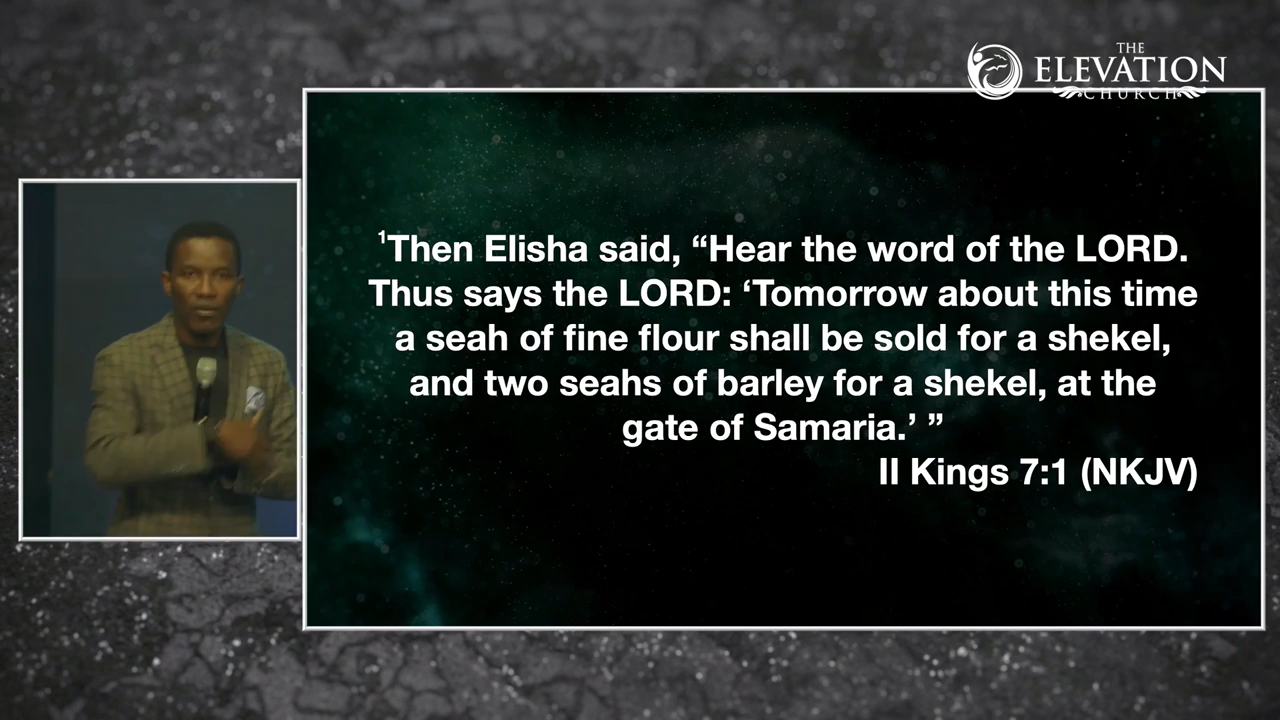 THE
ELEVATION
CHURCH
¹Then Elisha said, “Hear the word of the LORD.
Thus says the LORD: ‘Tomorrow about this time
a seah of fine flour shall be sold for a shekel,
and two seahs of barley for a shekel, at the
gate of Samaria.’ ”
II Kings 7:1 (NKJV)